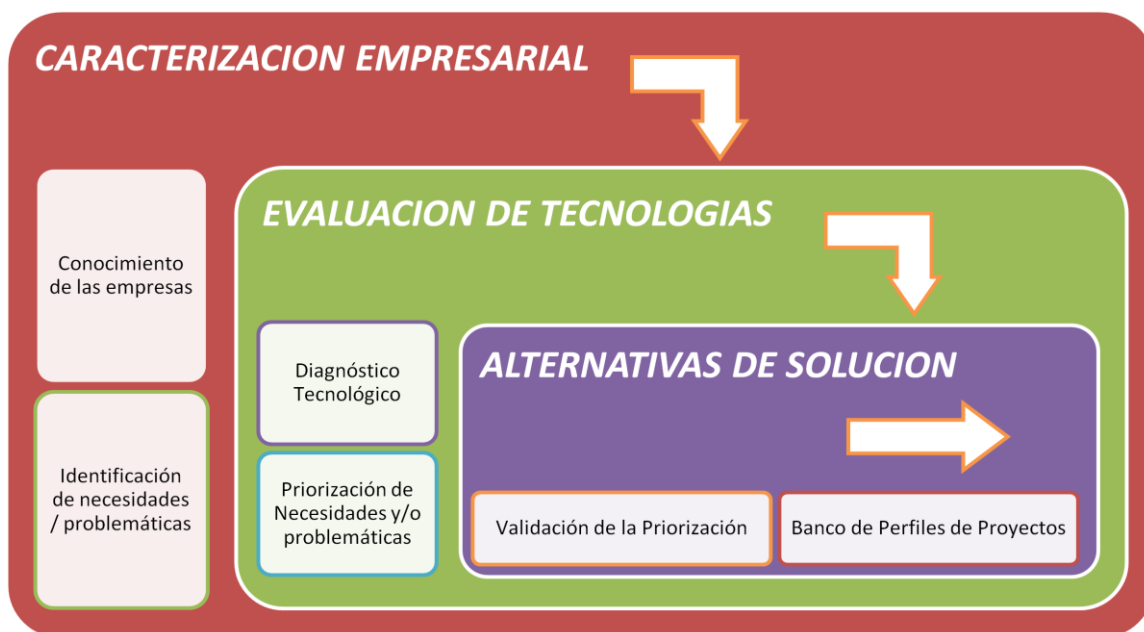 CARACTERIZACION EMPRESARIAL
Conocimiento
de las empresas
Identificación
de necesidades
/ problemáticas
EVALUACION DE TECNOLOGIAS
Diagnóstico
Tecnológico
Priorización de
Necesidades y/o
problemáticas
ALTERNATIVAS DE SOLUCION
Validación de la Priorización
Banco de Perfiles de Proyectos